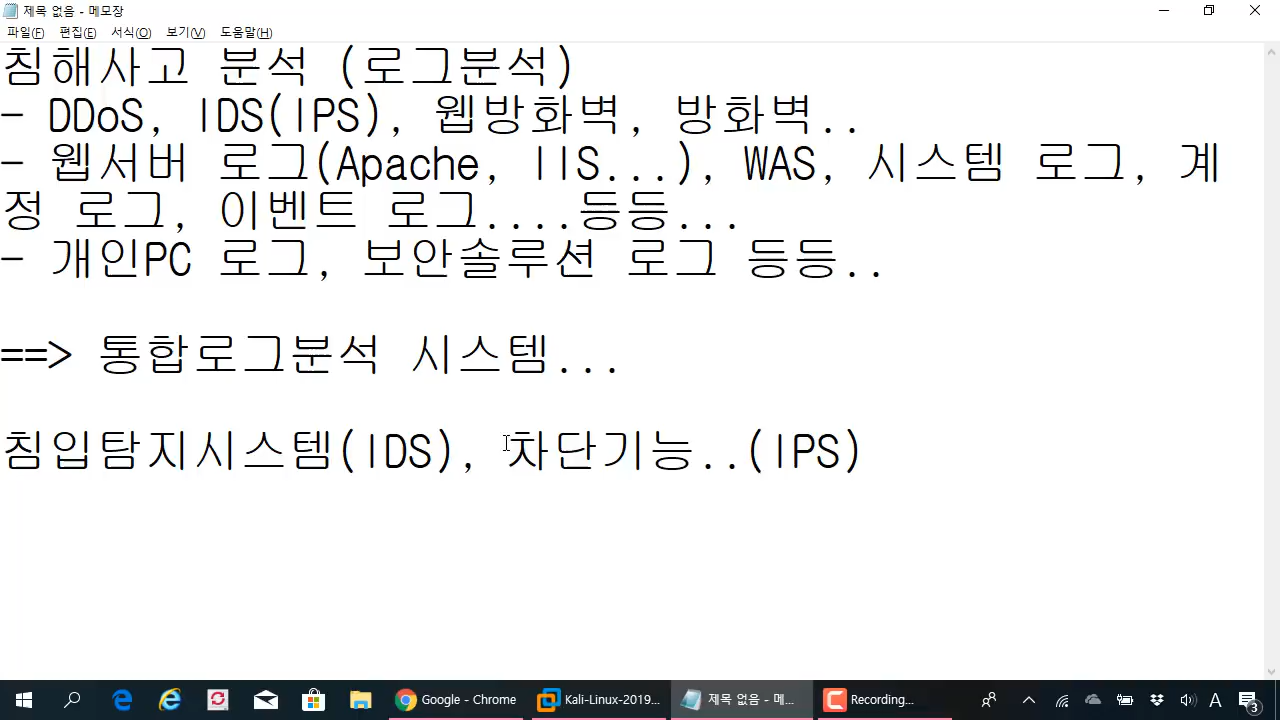 제목 없음 - 메모장
파일(F) 편집(E) 서식(O) 보기(V) 도움말(H)
침해사고 분석 (로그분석)
- DDoS, IDS(IPS), 웹방화벽, 방화벽..
- 웹서버 로그(Apache, IIS...), WAS, 시스템 로그, 계
정 로그, 이벤트 로그....등등...
- 개인PC 로그, 보안솔루션 로그 등등..
==> 통합로그분석 시스템...
침입탐지시스템(IDS), 차단기능..(IPS)
Google - Chrome Kali-Linux-2019... 제목 없음 - 메... Recording... A 3